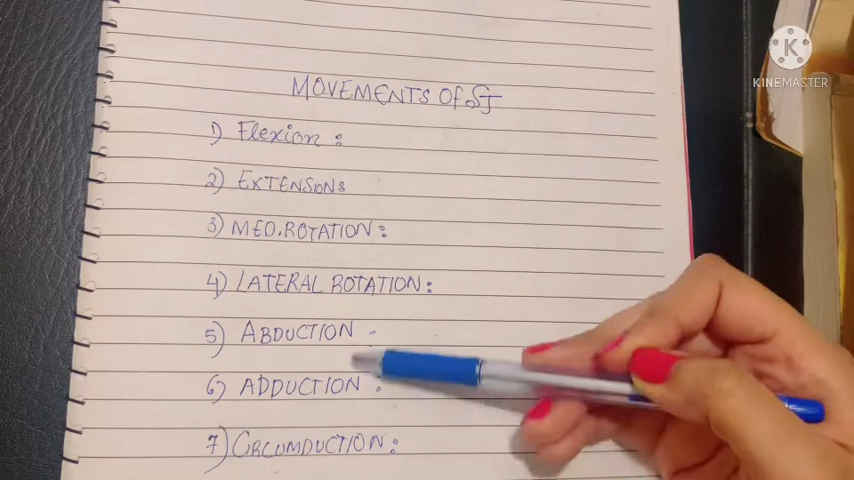 MOVEMENTS Of SJ
K
KINEMASTER
1) Flexion :
2) EXTENSION:
3) MED.ROTATION:
4) LATERAL ROTATION:
5) ABDUCTION -
6) ADDUCTION :
7) CIRCUMDUCTION: